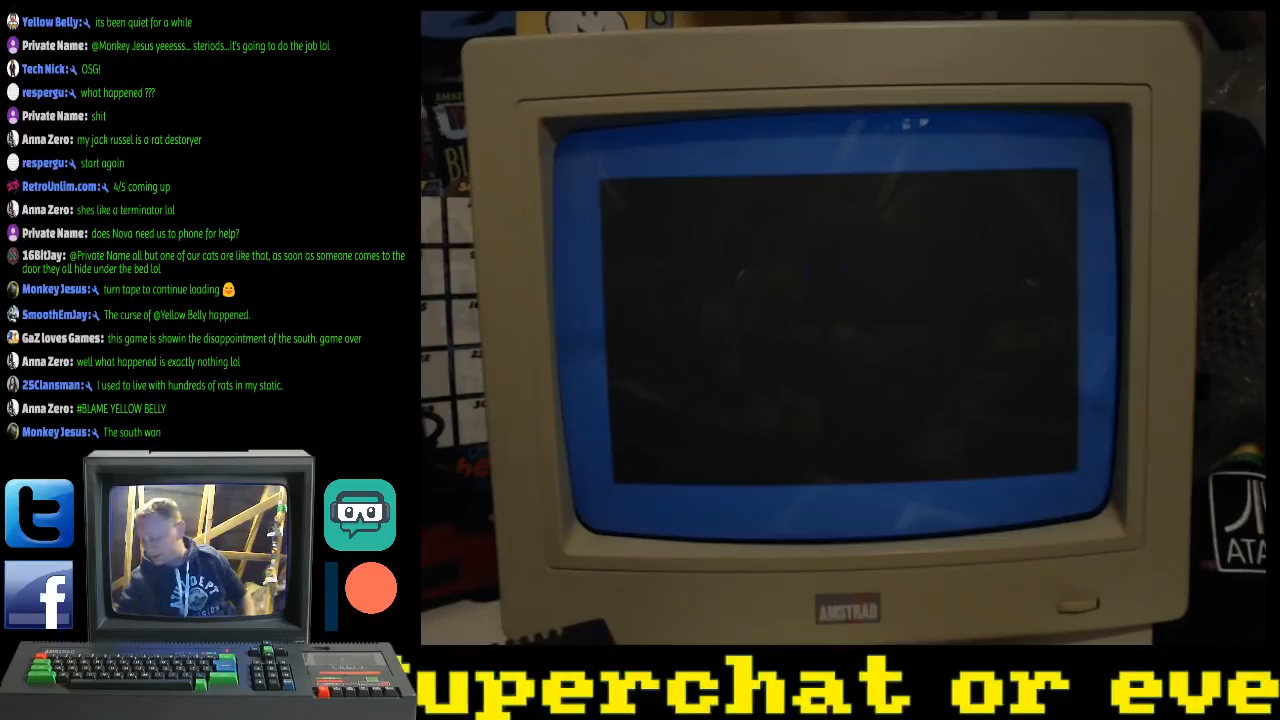 Yellow Belly: its been quiet for a while
Private Name: @Monkey Jesus yeeesss... steriods...it's going to do the job lol
Tech Nick: OSG!
respergu: what happened ???
Private Name: shit
Anna Zero: my jack russel is a rat destroryer
respergu: start again
RetroUnlim.com: 4/5 coming up
Anna Zero: shes like a terminator lol
Private Name: does Nova need us to phone for help?
16BitJay: @Private Name all but one of our cats are like that, as soon as someone comes to the
door they all hide under the bed lol
Monkey Jesus: turn tape to continue loading
SmoothEmJay: The curse of @Yellow Belly happened.
GaZ loves Games: this game is showin the disappointment of the south. game over
Anna Zero: well what happened is exactly nothing lol
25Clansman: I used to live with hundreds of rats in my static.
Anna Zero: #BLAME YELLOW BELLY
Monkey Jesus: The south won
AMSTRAD
ATA
DEPT
uperchat or eve